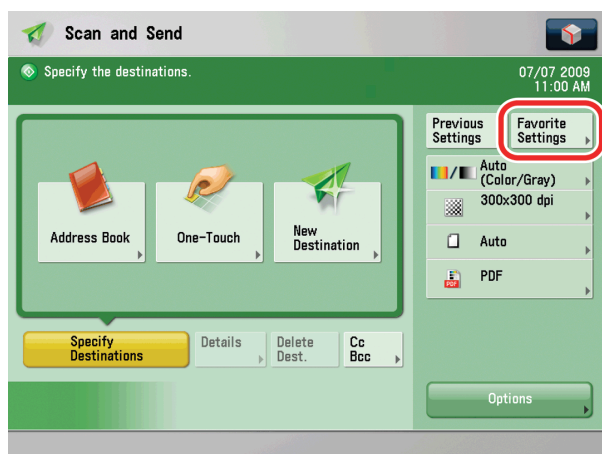 Scan and Send
Specify the destinations.
07/07 2009
11:00 AM
Previous
Settings
Favorite
Settings
Auto
(Color/Gray)
300x300 dpi
Auto
PDF
PDF
Address Book
One-Touch
New
Destination
Specify
Destinations
Details
Delete
Dest.
Cc
Bcc
Options